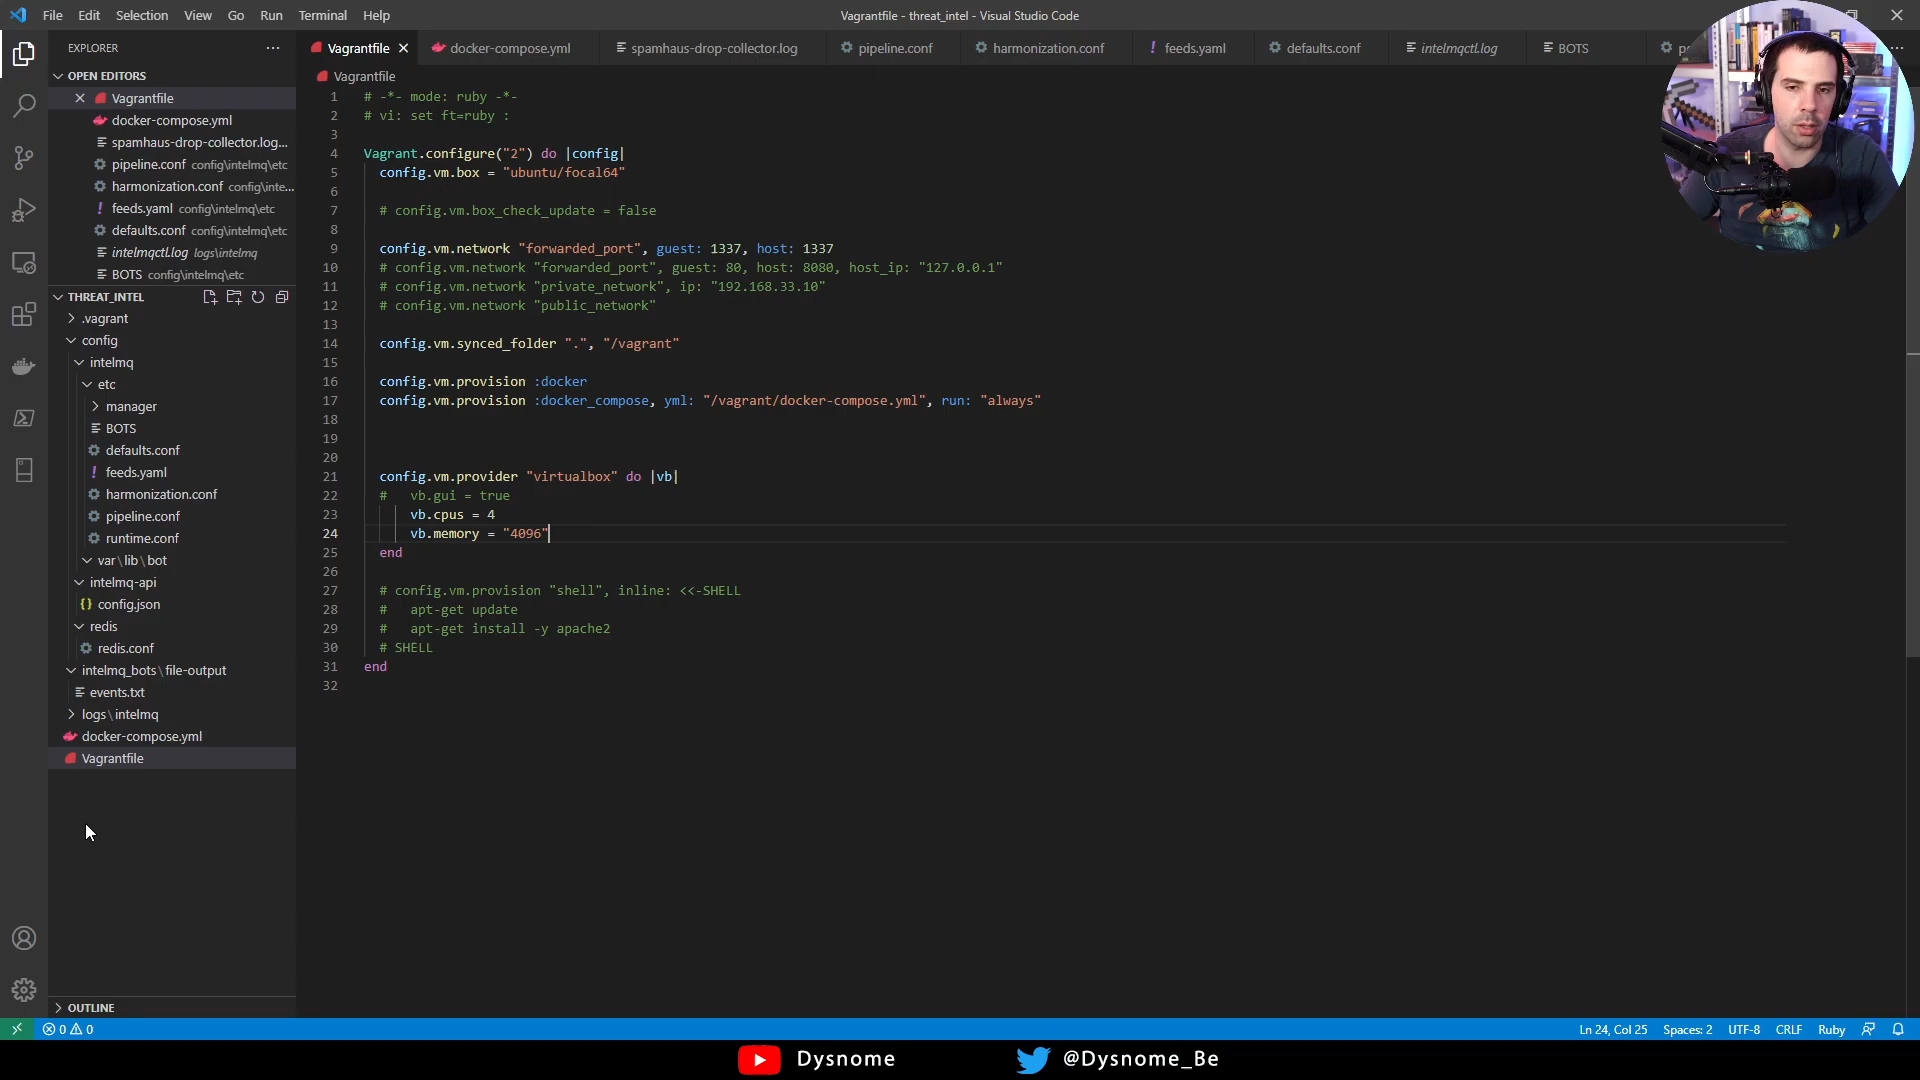 File Edit Selection View Go Run Terminal Help
Vagrantfile - threat_intel - Visual Studio Code
EXPLORER
OPEN EDITORS
Vagrantfile
docker-compose.yml
spamhaus-drop-collector.log...
pipeline.conf config\intelmq\etc
harmonization.conf config\inte...
feeds.yaml config\intelmq\etc
defaults.conf config\intelmq\etc
intelmqctl.log logs\intelmq
BOTS config\intelmq\etc
THREAT_INTEL
.vagrant
config
intelmq
etc
manager
BOTS
defaults.conf
feeds.yaml
harmonization.conf
pipeline.conf
runtime.conf
var\lib\bot
intelmq-api
config.json
redis
redis.conf
intelmq_bots\file-output
events.txt
logs\intelmq
docker-compose.yml
Vagrantfile
OUTLINE
Vagrantfile docker-compose.yml spamhaus-drop-collector.log pipeline.conf harmonization.conf feeds.yaml defaults.conf intelmqctl.log BOTS
Vagrantfile
1 # -*- mode: ruby -*-
2 # vi: set ft=ruby :
3
4 Vagrant.configure("2") do |config|
5 config.vm.box = "ubuntu/focal64"
6
7 # config.vm.box_check_update = false
8
9 config.vm.network "forwarded_port", guest: 1337, host: 1337
10 # config.vm.network "forwarded_port", guest: 80, host: 8080, host_ip: "127.0.0.1"
11 # config.vm.network "private_network", ip: "192.168.33.10"
12 # config.vm.network "public_network"
13
14 config.vm.synced_folder ".", "/vagrant"
15
16 config.vm.provision :docker
17 config.vm.provision :docker_compose, yml: "/vagrant/docker-compose.yml", run: "always"
18
19
20
21 config.vm.provider "virtualbox" do |vb|
22 # vb.gui = true
23 vb.cpus = 4
24 vb.memory = "4096"
25 end
26
27 # config.vm.provision "shell", inline: <<-SHELL
28 # apt-get update
29 # apt-get install -y apache2
30 # SHELL
31 end
32
0 0
Ln 24, Col 25 Spaces: 2 UTF-8 CRLF Ruby
Dysnome @Dysnome_Be